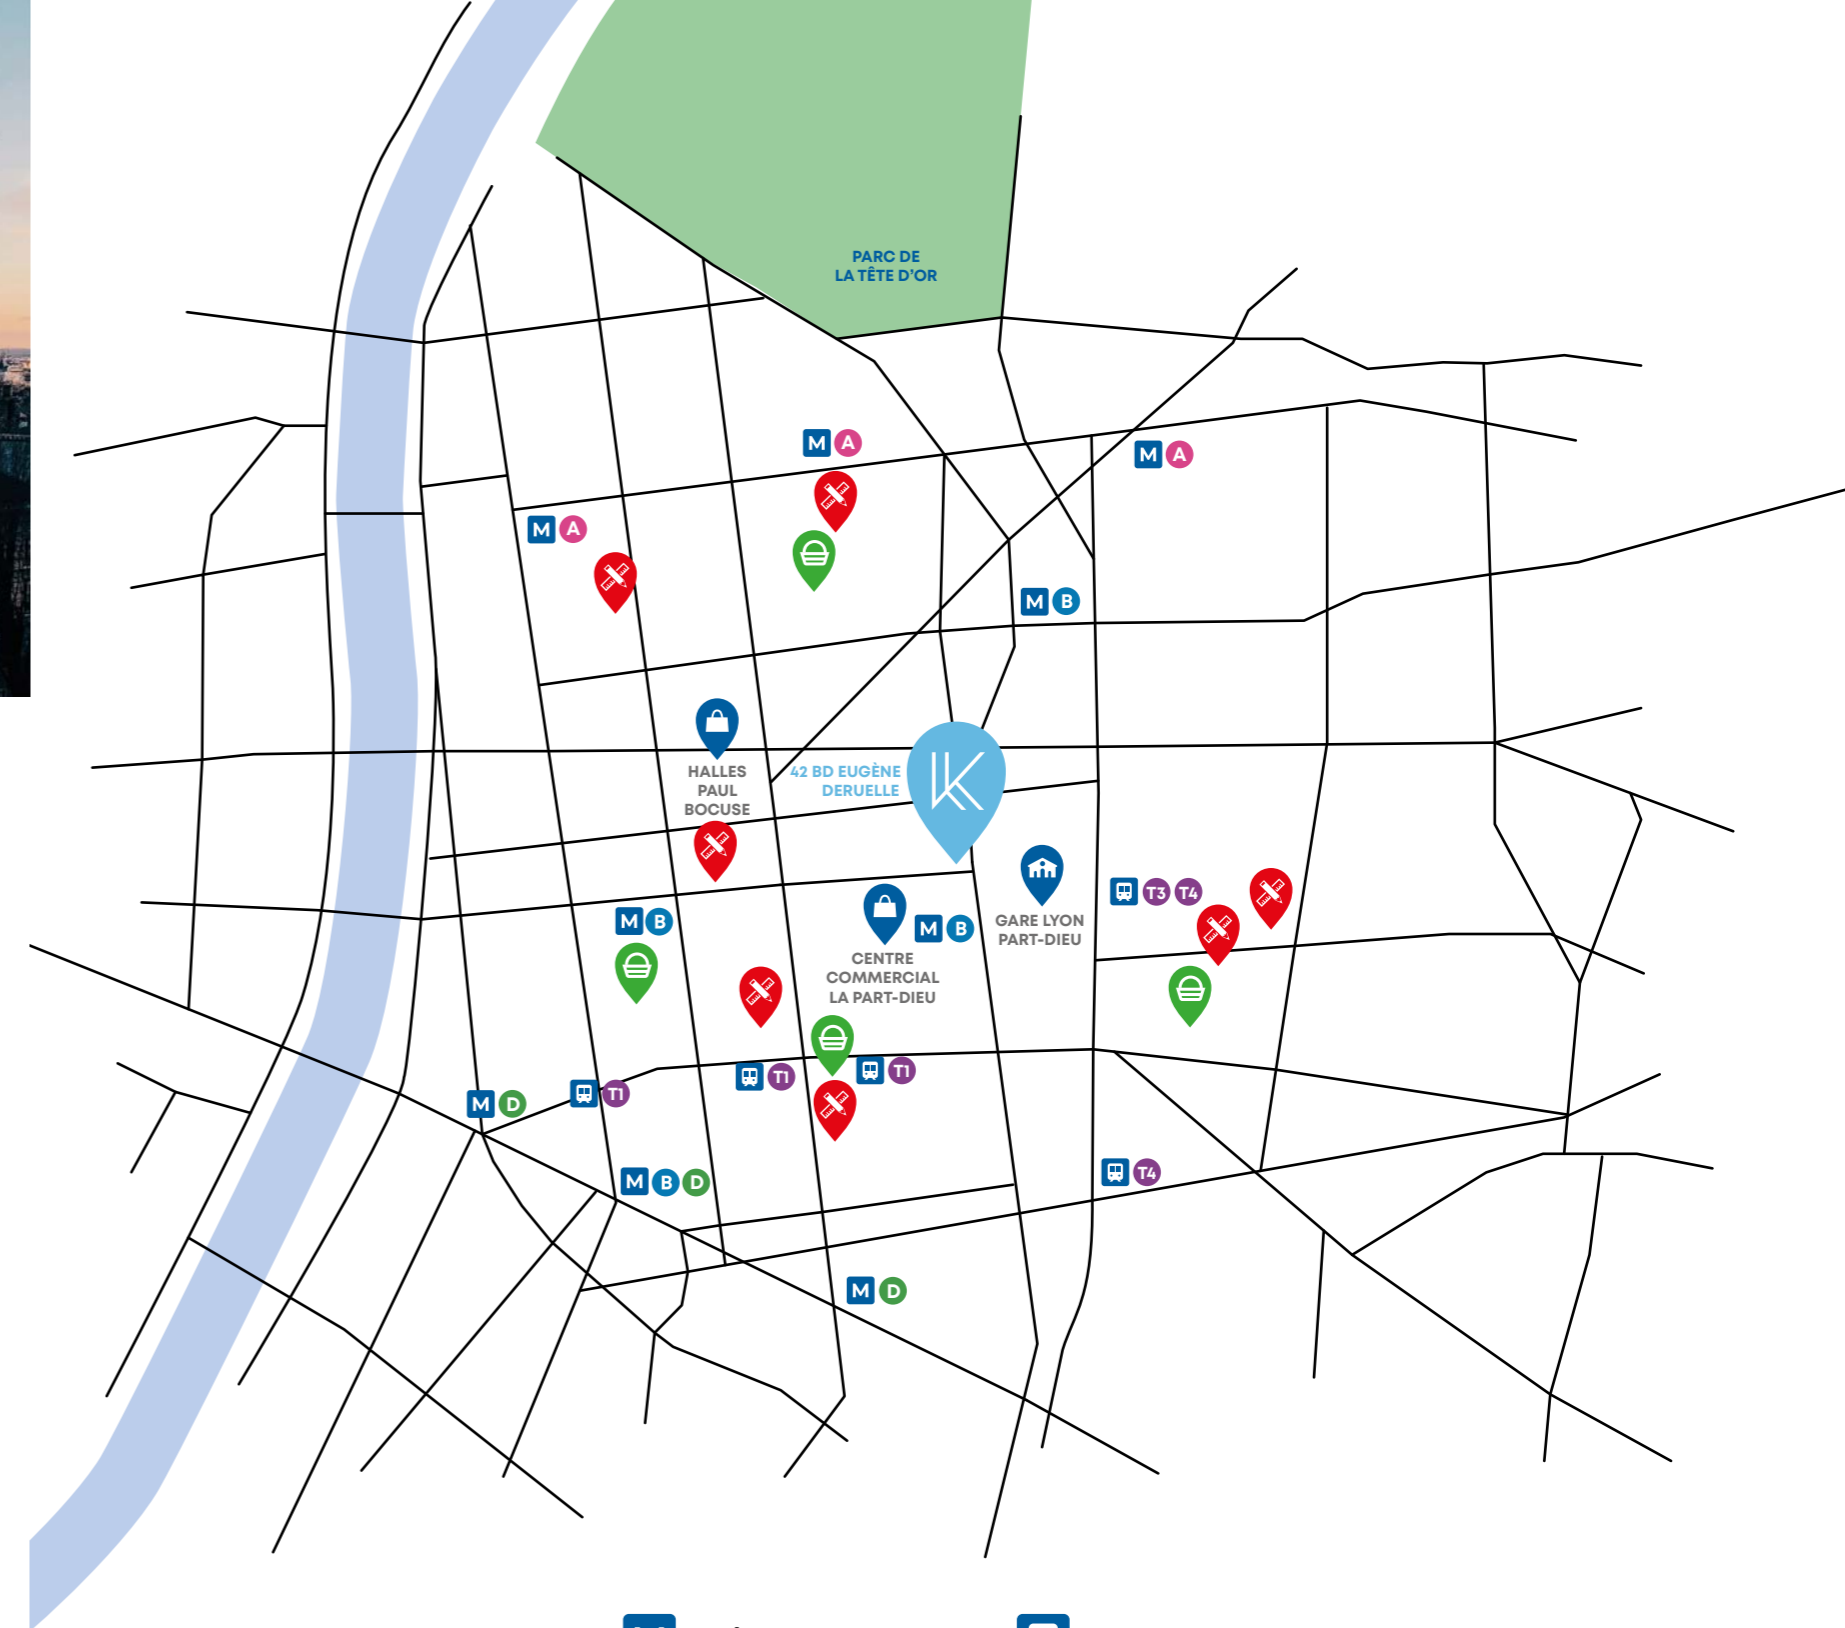 PARC DE
LA TÊTE D'OR
M A
M A
M A
M B
HALLES
PAUL
BOCUSE
42 BD EUGÈNE
DERUELLE
K
M B
CENTRE
COMMERCIAL
LA PART-DIEU
M B
GARE LYON
PART-DIEU
T3 T4
T1
T1
T1
M D
M B D
T4
M D